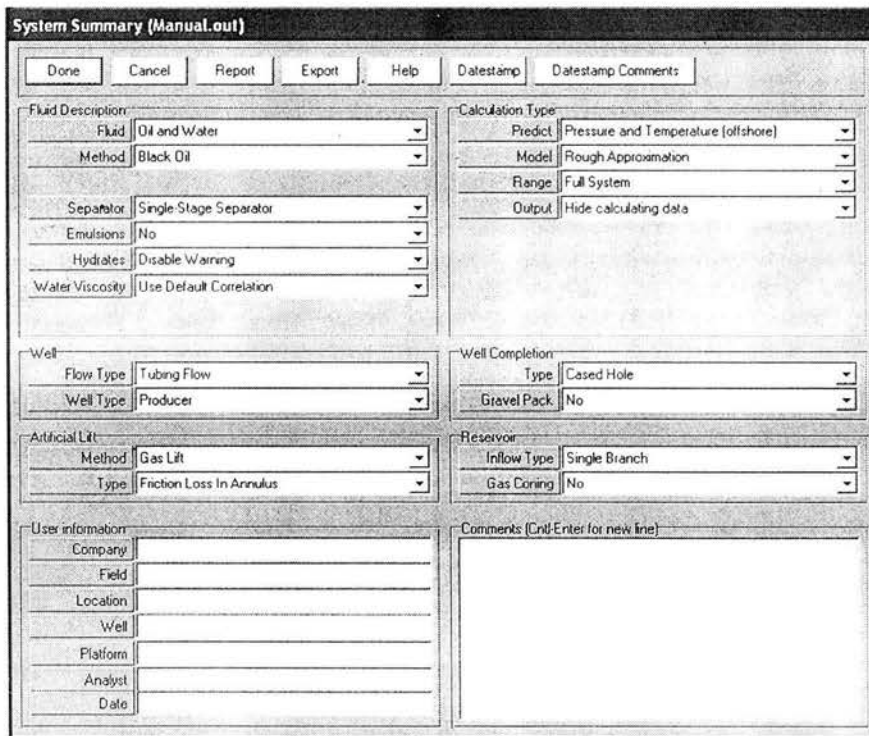 System Summary (Manual.out)
Done Cancel Report Export Help Datestamp Datestamp Comments
Fluid Description
Fluid Oil and Water
Method Black Oil
Separator Single-Stage Separator
Emulsions No
Hydrates Disable Warning
Water Viscosity Use Default Correlation
Calculation Type
Predict Pressure and Temperature (offshore)
Model Rough Approximation
Range Full System
Output Hide calculating data
Well
Flow Type Tubing Flow
Well Type Producer
Well Completion
Type Cased Hole
Gravel Pack No
Artificial Lift
Method Gas Lift
Type Friction Loss In Annulus
Reservoir
Inflow Type Single Branch
Gas Coning No
User information
Company
Field
Location
Well
Platform
Analyst
Date
Comments (Cntl-Enter for new line)